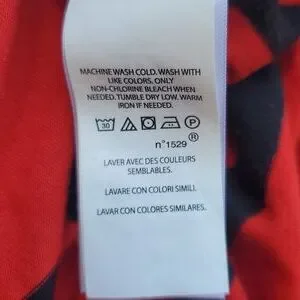 MACHINE WASH COLD. WASH WITH
LIKE COLORS, ONLY
NON-CHLORINE BLEACH WHEN
NEEDED. TUMBLE DRY LOW. WARM
IRON IF NEEDED.
30 P
n°1529 ®
LAVER AVEC DES COULEURS
SEMBLABLES.
LAVARE CON COLORI SIMILI.
LAVAR CON COLORES SIMILARES.